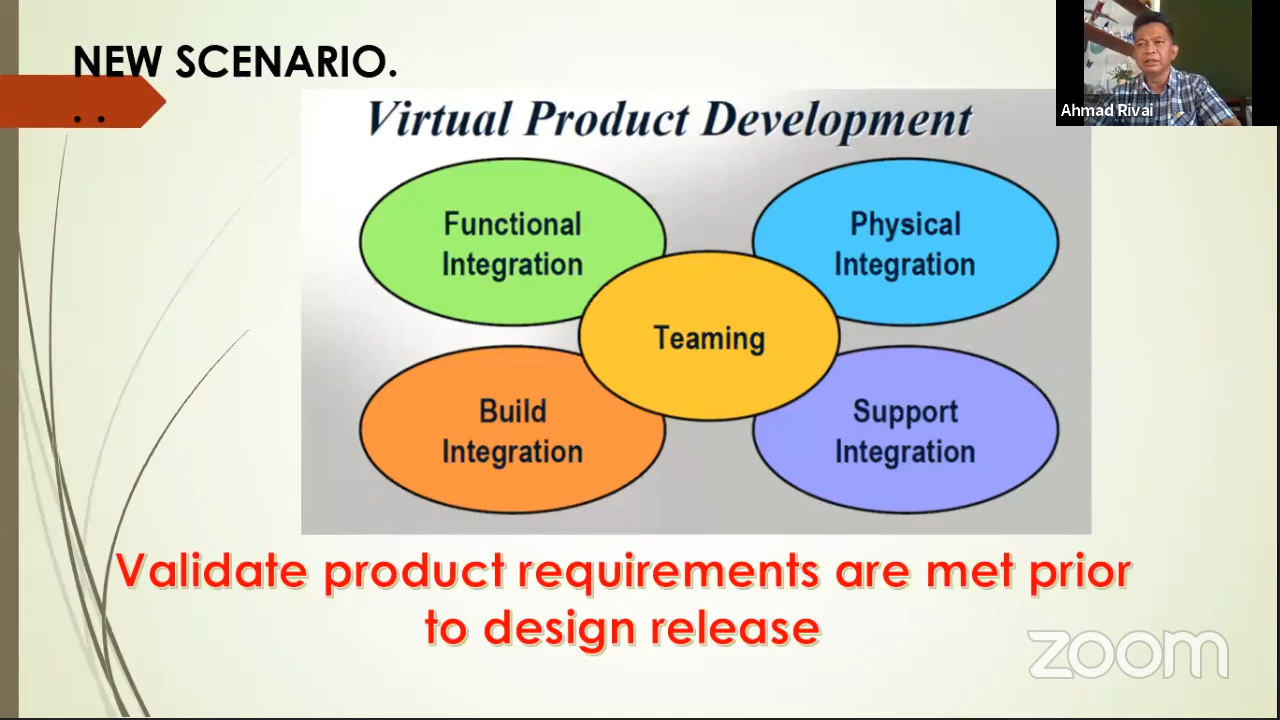 NEW SCENARIO.
. .
Ahmad Rivai
Virtual Product Development
Functional
Integration
Physical
Integration
Teaming
Build
Integration
Support
Integration
Validate product requirements are met prior
to design release
zoom